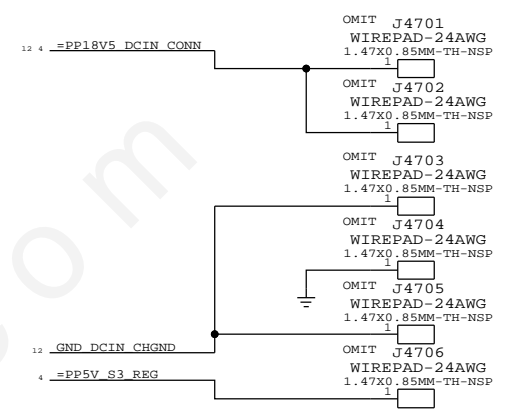 OMIT J4701
WIREPAD-24AWG
1.47X0.85MM-TH-NSP
12 4 =PP18V5_DCIN_CONN
1
OMIT J4702
WIREPAD-24AWG
1.47X0.85MM-TH-NSP
1
OMIT J4703
WIREPAD-24AWG
1.47X0.85MM-TH-NSP
1
OMIT J4704
WIREPAD-24AWG
1.47X0.85MM-TH-NSP
1
OMIT J4705
WIREPAD-24AWG
1.47X0.85MM-TH-NSP
1
12 GND_DCIN_CHGND
OMIT J4706
WIREPAD-24AWG
4 =PP5V_S3_REG
1.47X0.85MM-TH-NSP
1
com